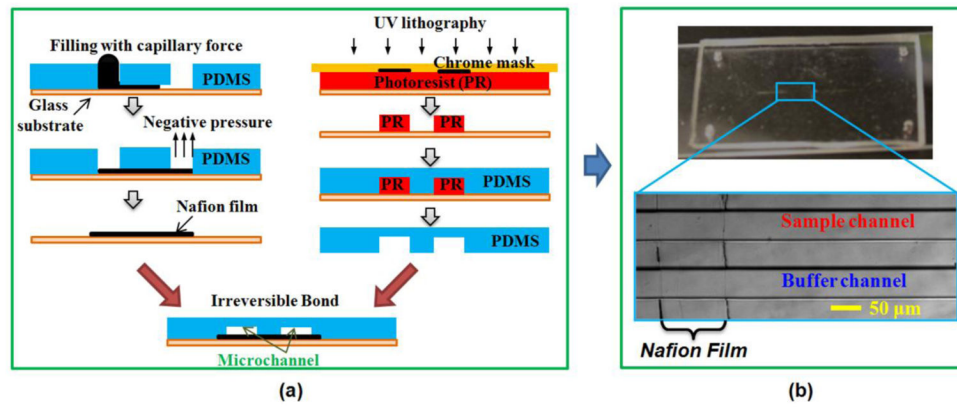 Filling with capillary force
PDMS
Glass
substrate
Negative pressure
PDMS
Nafion film
UV lithography
Chrome mask
Photoresist (PR)
PR PR
PR PR PDMS
PDMS
Irreversible Bond
Microchannel
(a)
Sample channel
Buffer channel
50 μm
Nafion Film
(b)